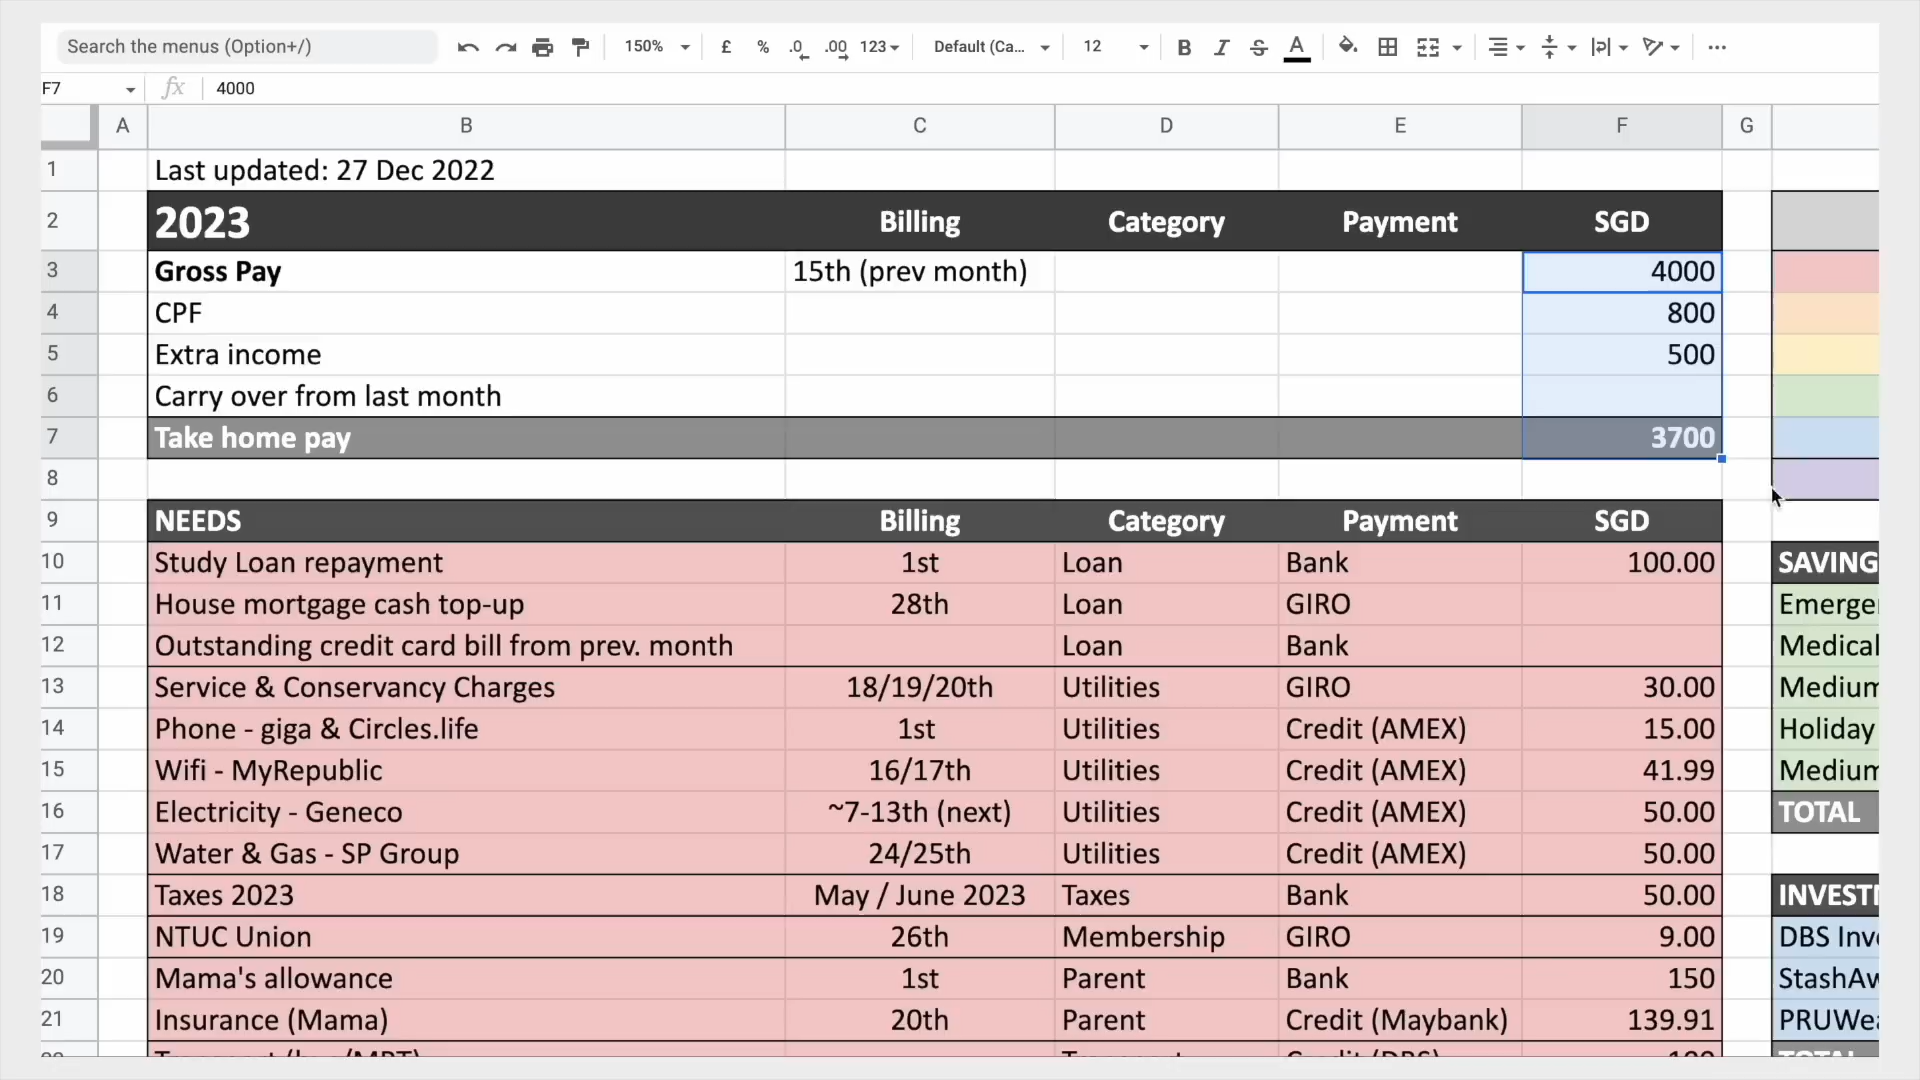 Search the menus (Option+/) 150% £ % .0 .00 123 Default (Ca... 12 B I S A
F7 fx 4000
A B C D E F G
1 Last updated: 27 Dec 2022
2 2023 Billing Category Payment SGD
3 Gross Pay 15th (prev month) 4000
4 CPF 800
5 Extra income 500
6 Carry over from last month
7 Take home pay 3700
8
9 NEEDS Billing Category Payment SGD
10 Study Loan repayment 1st Loan Bank 100.00 SAVING
11 House mortgage cash top-up 28th Loan GIRO
12 Outstanding credit card bill from prev. month Loan Bank Medical
13 Service & Conservancy Charges 18/19/20th Utilities GIRO 30.00 Medium
14 Phone - giga & Circles.life 1st Utilities Credit (AMEX) 15.00 Holiday
15 Wifi - MyRepublic 16/17th Utilities Credit (AMEX) 41.99 Medium
16 Electricity - Geneco ~7-13th (next) Utilities Credit (AMEX) 50.00 TOTAL
17 Water & Gas - SP Group 24/25th Utilities Credit (AMEX) 50.00
18 Taxes 2023 May / June 2023 Taxes Bank 50.00
19 NTUC Union 26th Membership GIRO 9.00 DBS
20 Mama's allowance 1st Parent Bank 150
21 Insurance (Mama) 20th Parent Credit (Maybank) 139.91